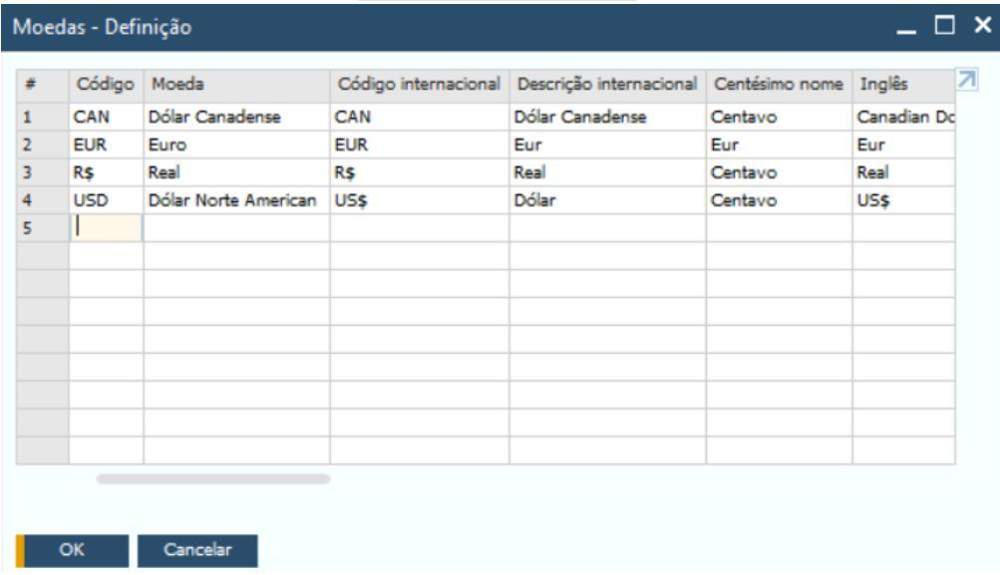 Moedas - Definição
# Código Moeda Código internacional Descrição internacional Centésimo nome Inglês
1 CAN Dólar Canadense CAN Dólar Canadense Centavo Canadian Do
2 EUR Euro EUR Eur Eur Eur
3 R$ Real R$ Real Centavo Real
4 USD Dólar Norte American US$ Dólar Centavo US$
5
OK Cancelar